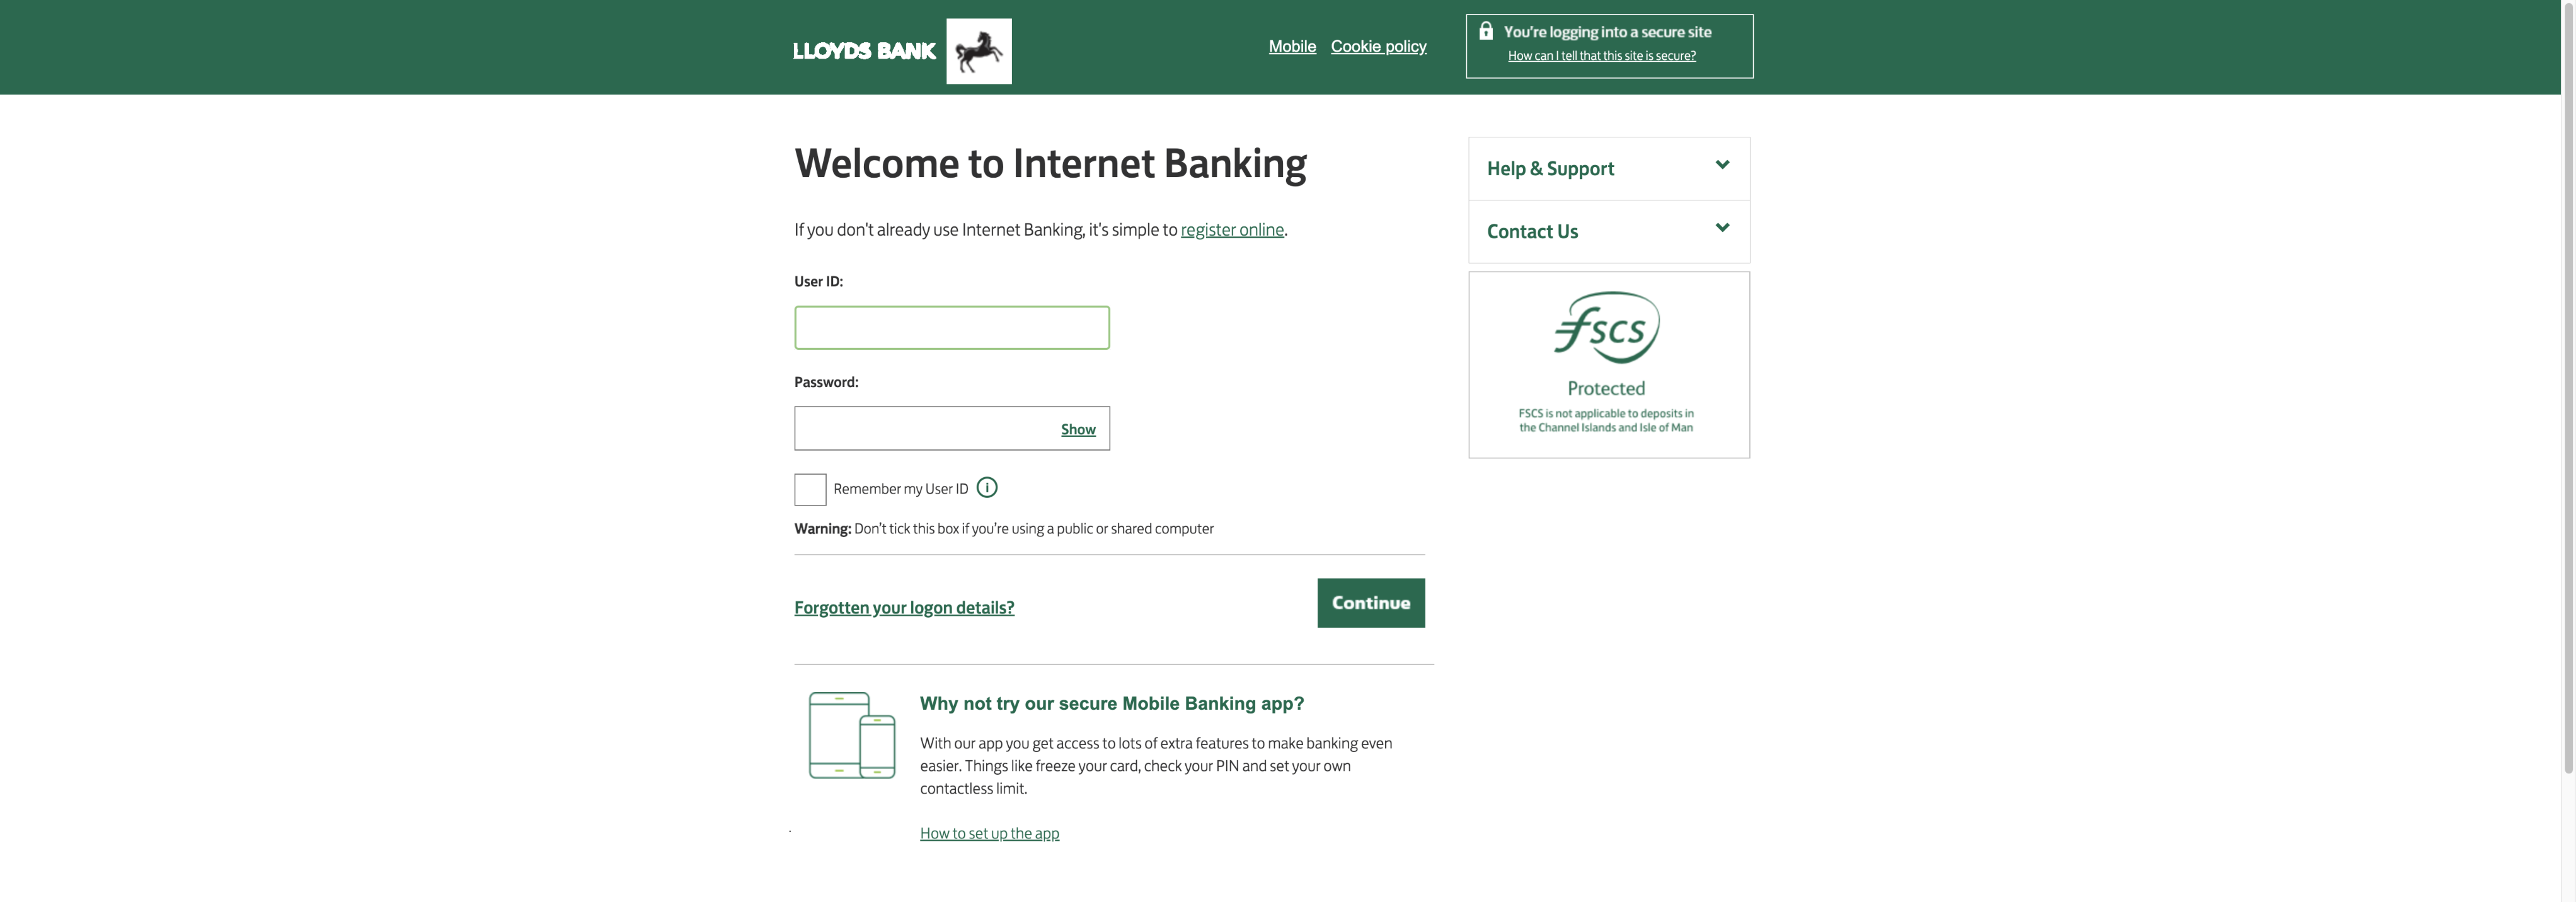 LLOYDS BANK
Mobile Cookie policy
You're logging into a secure site
How can I tell that this site is secure?
Welcome to Internet Banking
If you don't already use Internet Banking, it's simple to register online.
User ID:
Password:
Show
Remember my User ID i
Warning: Don't tick this box if you're using a public or shared computer
Forgotten your logon details?
Continue
Why not try our secure Mobile Banking app?
With our app you get access to lots of extra features to make banking even
easier. Things like freeze your card, check your PIN and set your own
contactless limit.
How to set up the app
Help & Support
Contact Us
fscs
Protected
FSCS is not applicable to deposits in
the Channel Islands and Isle of Man